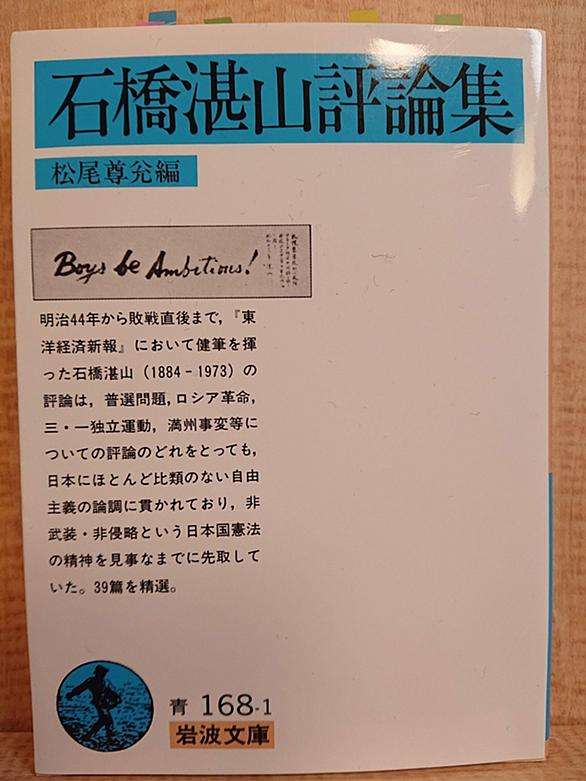 石橋湛山評論集
松尾尊兊編
Boys be Ambitious!
明治44年から敗戦直後まで，『東
洋経済新報』において健筆を揮
った石橋湛山（1884‐1973）の
評論は，普選問題，ロシア革命，
三・一独立運動，満州事変等に
ついての評論のどれをとっても，
日本にほとんど比類のない自由
主義の論調に貫かれており，非
武装・非侵略という日本国憲法
の精神を見事なまでに先取して
いた。39篇を精選。
青 168-1
岩波文庫